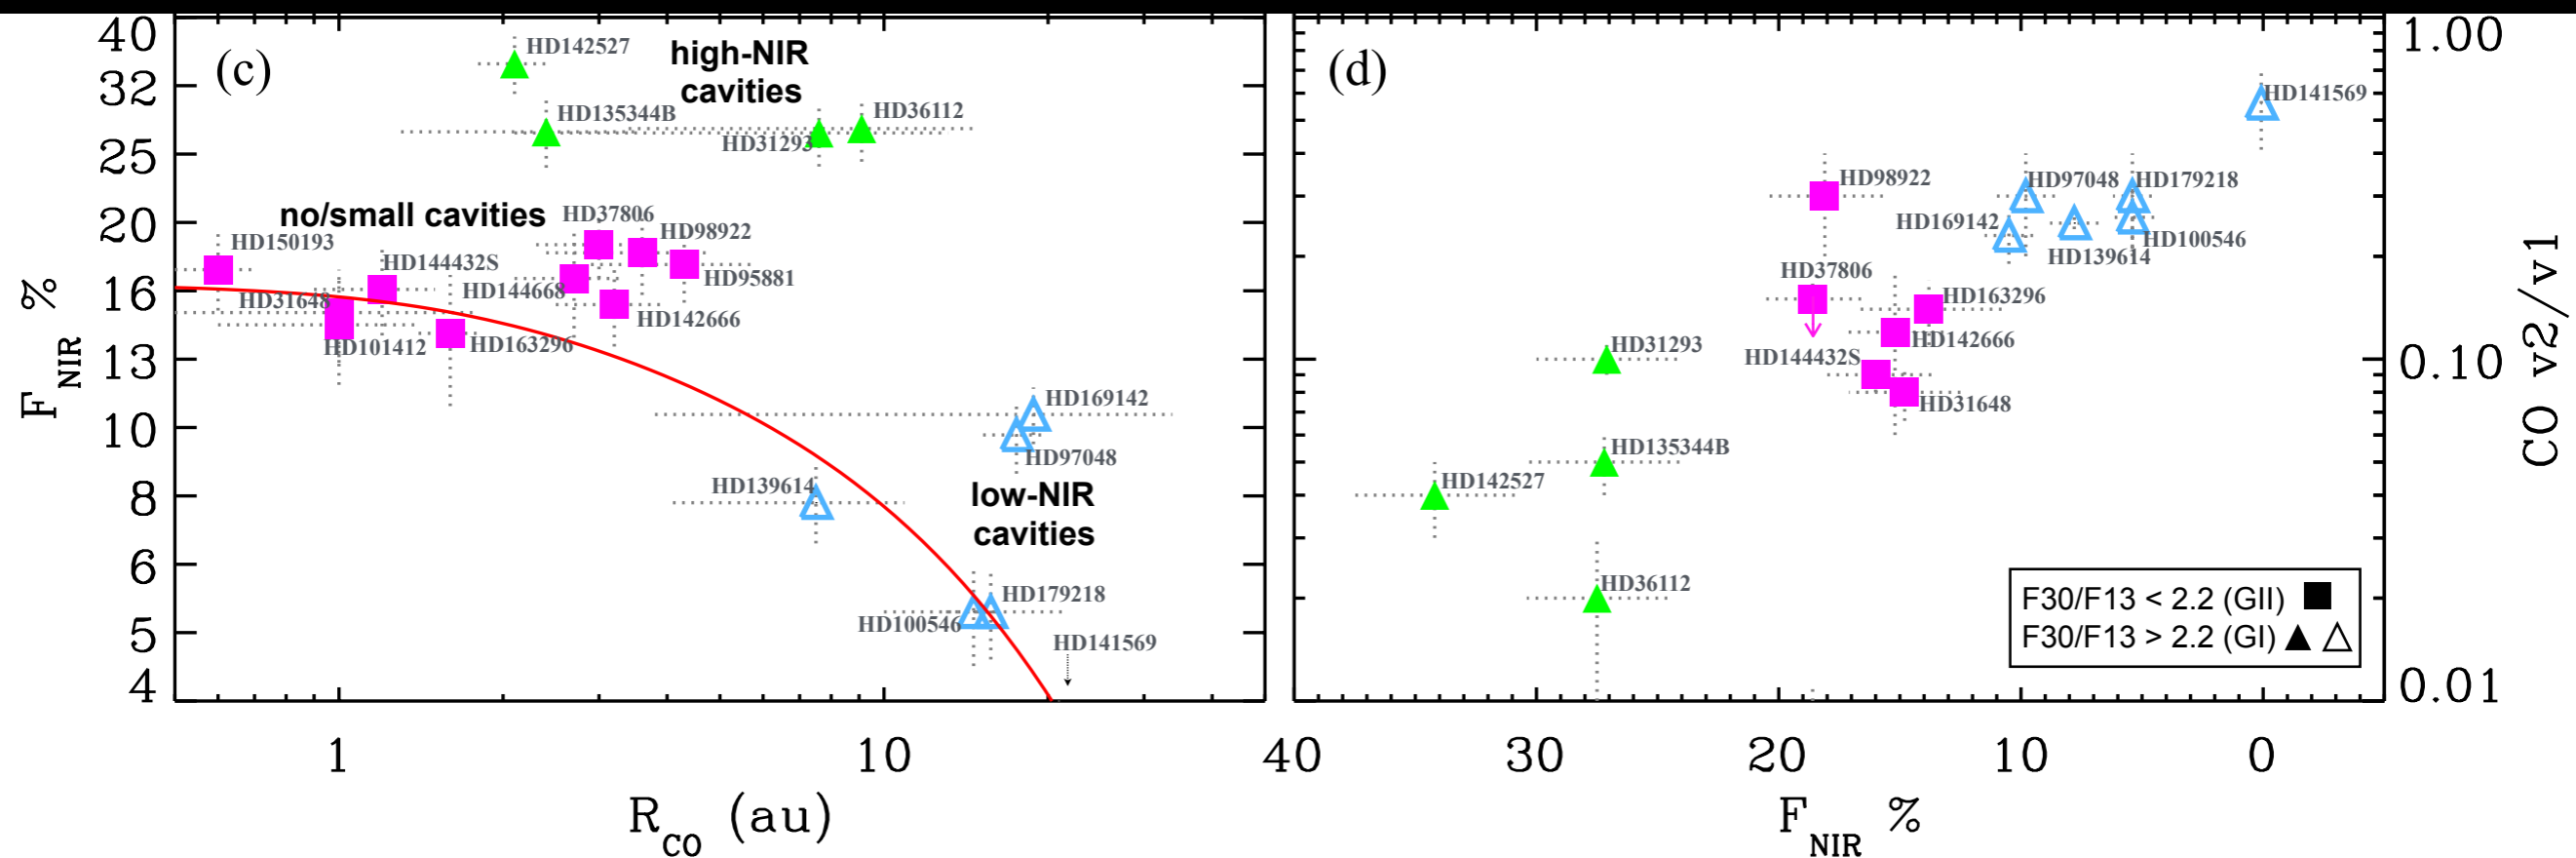 (c)
HD142527
high-NIR
cavities
HD135344B
HD36112
HD31293
no/small cavities
HD37806
HD150193
HD98922
HD144432S
HD95881
HD144668
HD31648
HD142666
HD101412
HD163296
HD169142
HD97048
HD139614
low-NIR
cavities
HD179218
HD100546
HD141569
40
32
25
20
16
13
10
8
6
5
4
F NIR %
1
10
R CO (au)
(d)
HD141569
HD98922
HD97048
HD179218
HD169142
HD100546
HD139614
HD37806
HD163296
HD31293
HD142666
HD144432S
HD31648
HD135344B
HD142527
HD36112
F30/F13 < 2.2 (GII)
F30/F13 > 2.2 (GI)
40
30
20
10
0
F NIR %
1.00
0.10
0.01
CO v2/v1